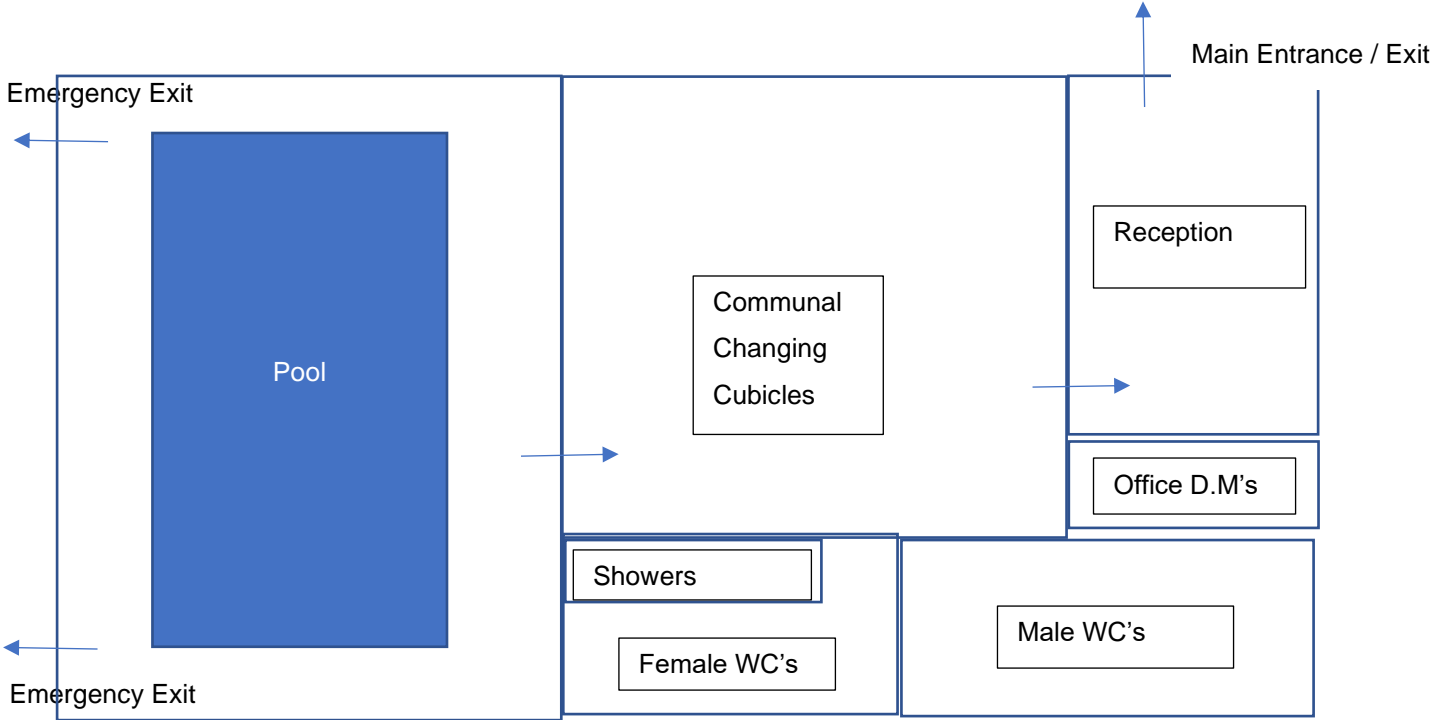 Main Entrance / Exit
Emergency Exit
Reception
Communal
Changing
Cubicles
Pool
Office D.M’s
Showers
Male WC’s
Female WC’s
Emergency Exit